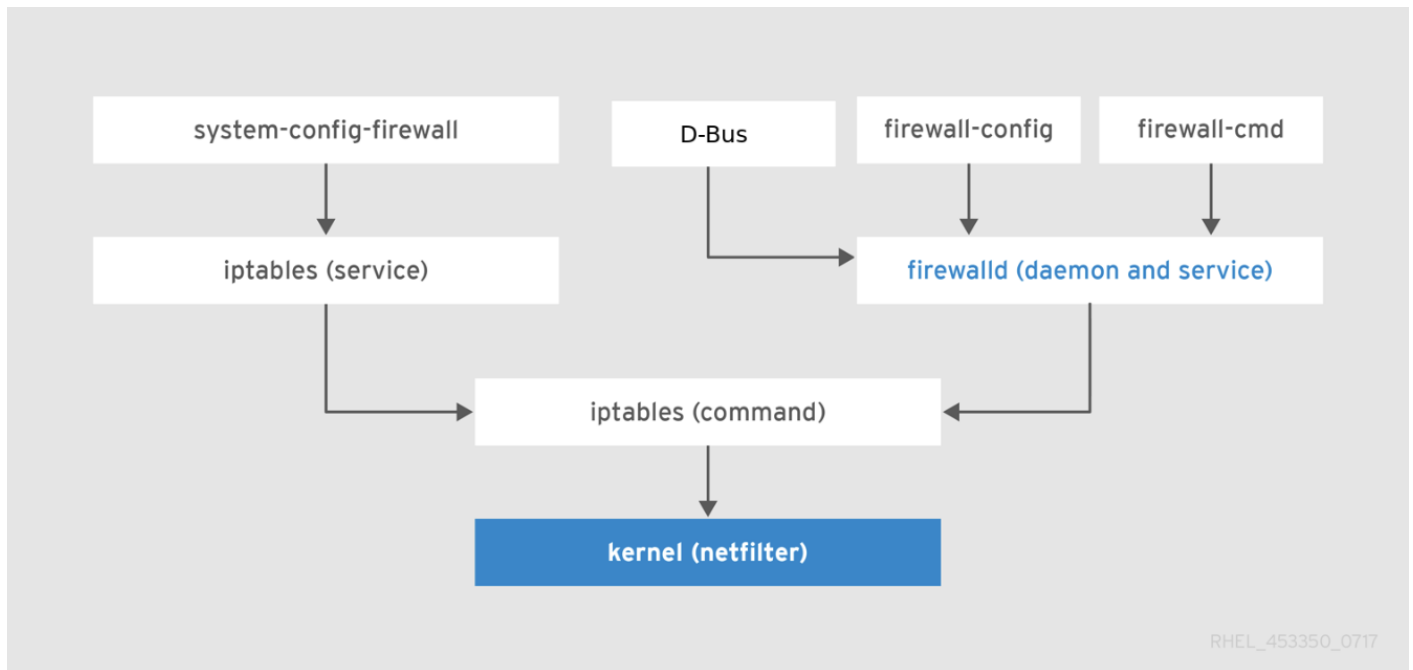 system-config-firewall
D-Bus
firewall-config
firewall-cmd
iptables (service)
firewalld (daemon and service)
iptables (command)
kernel (netfilter)
RHEL_453350_0717